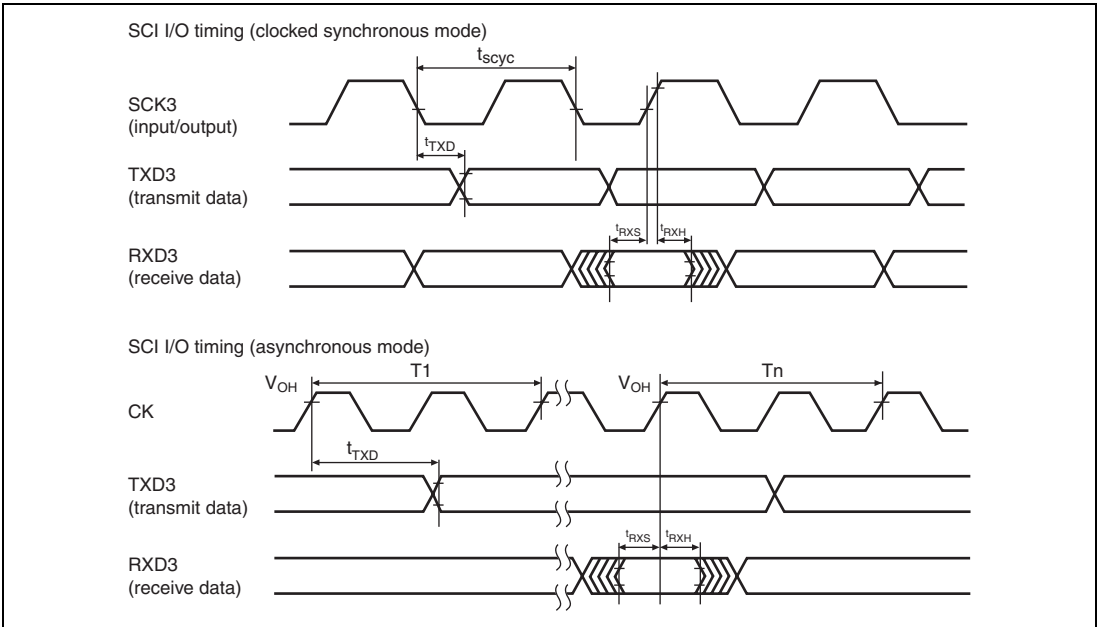 SCI I/O timing (clocked synchronous mode)
tscyc
SCK3
(input/output)
tTXD
TXD3
(transmit data)
tRXS tRXH
RXD3
(receive data)
SCI I/O timing (asynchronous mode)
VOH T1 VOH Tn
CK
tTXD
TXD3
(transmit data)
tRXS tRXH
RXD3
(receive data)